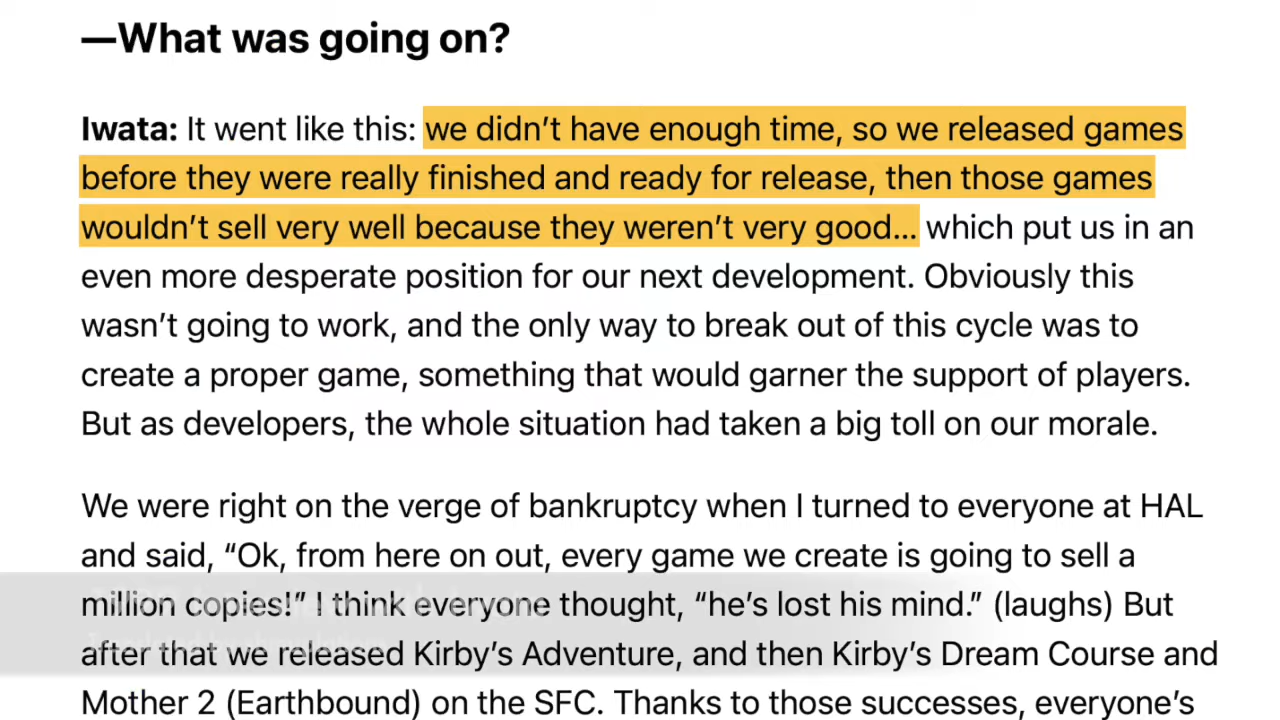 —What was going on?
Iwata: It went like this: we didn’t have enough time, so we released games
before they were really finished and ready for release, then those games
wouldn’t sell very well because they weren’t very good... which put us in an
even more desperate position for our next development. Obviously this
wasn’t going to work, and the only way to break out of this cycle was to
create a proper game, something that would garner the support of players.
But as developers, the whole situation had taken a big toll on our morale.
We were right on the verge of bankruptcy when I turned to everyone at HAL
and said, “Ok, from here on out, every game we create is going to sell a
million copies!” I think everyone thought, “he’s lost his mind.” (laughs) But
after that we released Kirby’s Adventure, and then Kirby’s Dream Course and
Mother 2 (Earthbound) on the SFC. Thanks to those successes, everyone’s